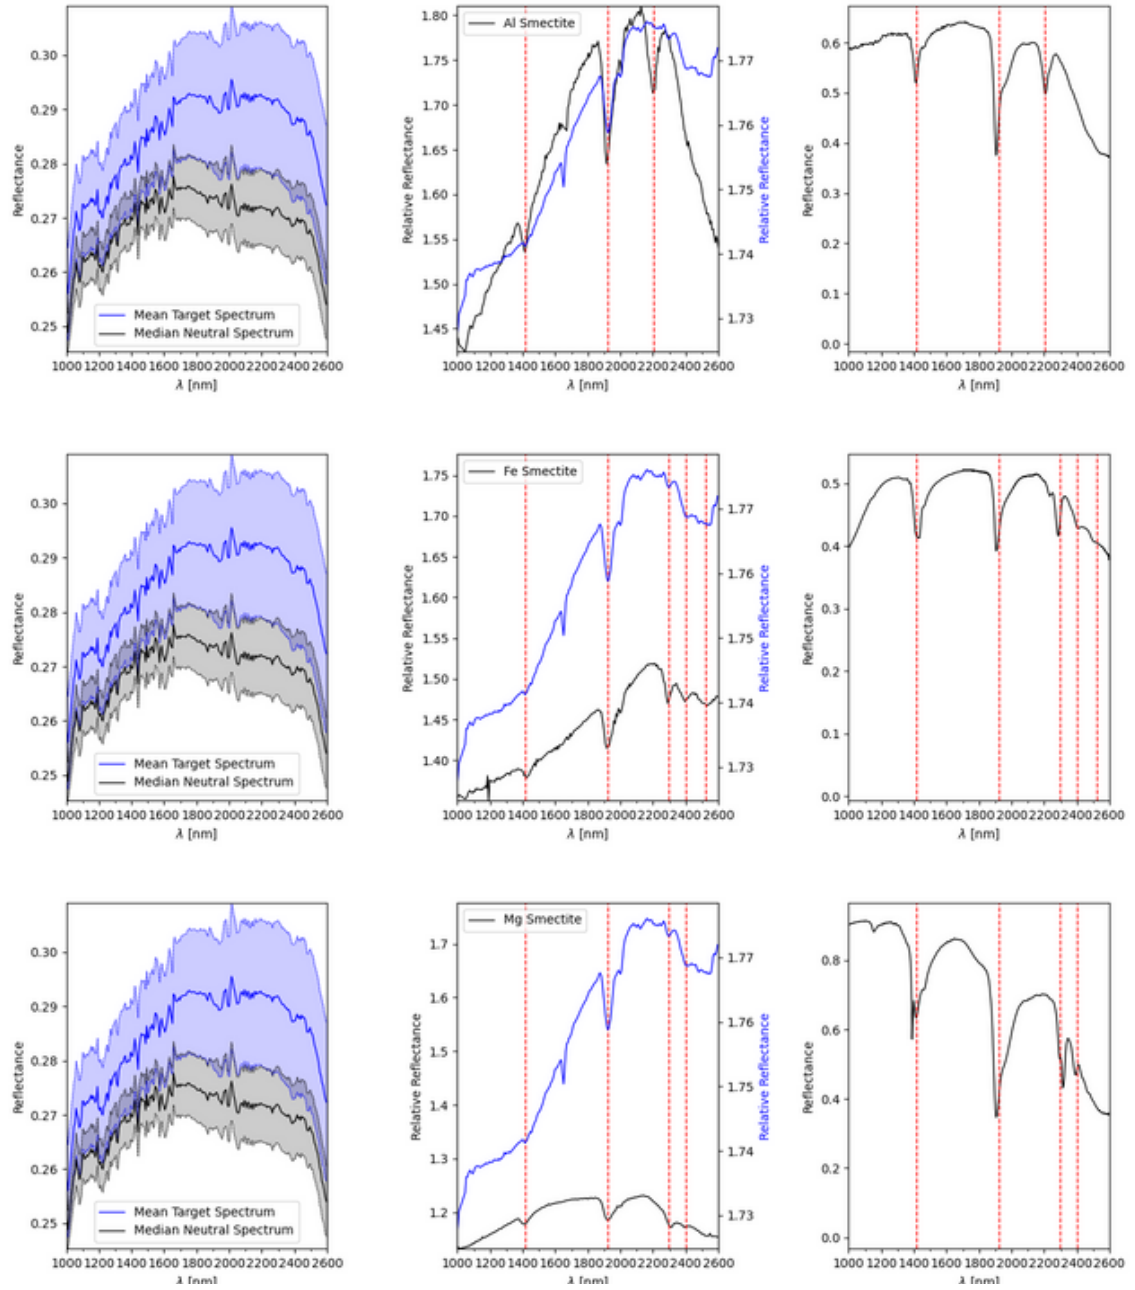 0.30
0.29
0.28
0.27
0.26
0.25
Reflectance
Mean Target Spectrum
Median Neutral Spectrum
1000 1200 1400 1600 1800 2000 2200 2400 2600
λ [nm]
1.80
1.75
1.70
1.65
1.60
1.55
1.50
1.45
Relative Reflectance
Al Smectite
1.77
1.76
1.75
1.74
1.73
Relative Reflectance
1000 1200 1400 1600 1800 2000 2200 2400 2600
λ [nm]
0.6
0.5
0.4
0.3
0.2
0.1
0.0
Reflectance
1000 1200 1400 1600 1800 2000 2200 2400 2600
λ [nm]
0.30
0.29
0.28
0.27
0.26
0.25
Reflectance
Mean Target Spectrum
Median Neutral Spectrum
1000 1200 1400 1600 1800 2000 2200 2400 2600
λ [nm]
1.75
1.70
1.65
1.60
1.55
1.50
1.45
1.40
Relative Reflectance
Fe Smectite
1.77
1.76
1.75
1.74
1.73
Relative Reflectance
1000 1200 1400 1600 1800 2000 2200 2400 2600
λ [nm]
0.5
0.4
0.3
0.2
0.1
0.0
Reflectance
1000 1200 1400 1600 1800 2000 2200 2400 2600
λ [nm]
0.30
0.29
0.28
0.27
0.26
0.25
Reflectance
Mean Target Spectrum
Median Neutral Spectrum
1000 1200 1400 1600 1800 2000 2200 2400 2600
λ [nm]
1.7
1.6
1.5
1.4
1.3
1.2
Relative Reflectance
Mg Smectite
1.77
1.76
1.75
1.74
1.73
Relative Reflectance
1000 1200 1400 1600 1800 2000 2200 2400 2600
λ [nm]
0.8
0.6
0.4
0.2
0.0
Reflectance
1000 1200 1400 1600 1800 2000 2200 2400 2600
λ [nm]